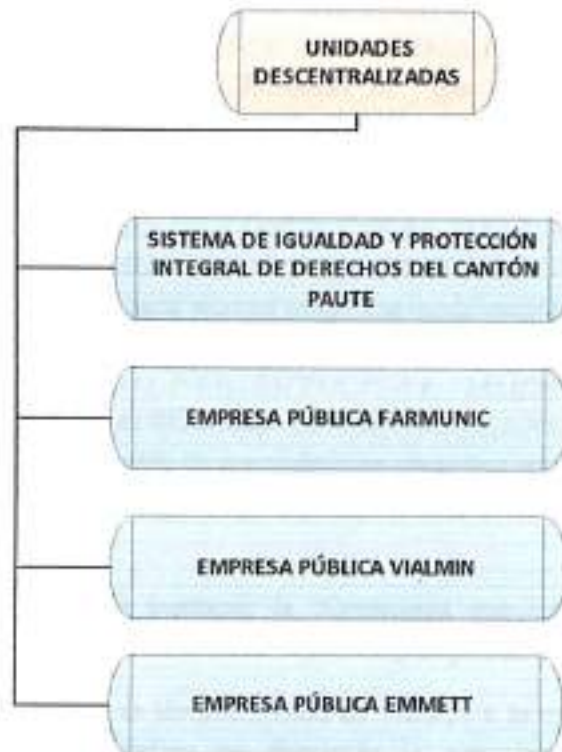 UNIDADES
DESCENTRALIZADAS
SISTEMA DE IGUALDAD Y PROTECCIÓN
INTEGRAL DE DERECHOS DEL CANTÓN
PAUTE
EMPRESA PÚBLICA FARMUNIC
EMPRESA PÚBLICA VIALMIN
EMPRESA PÚBLICA EMMETT